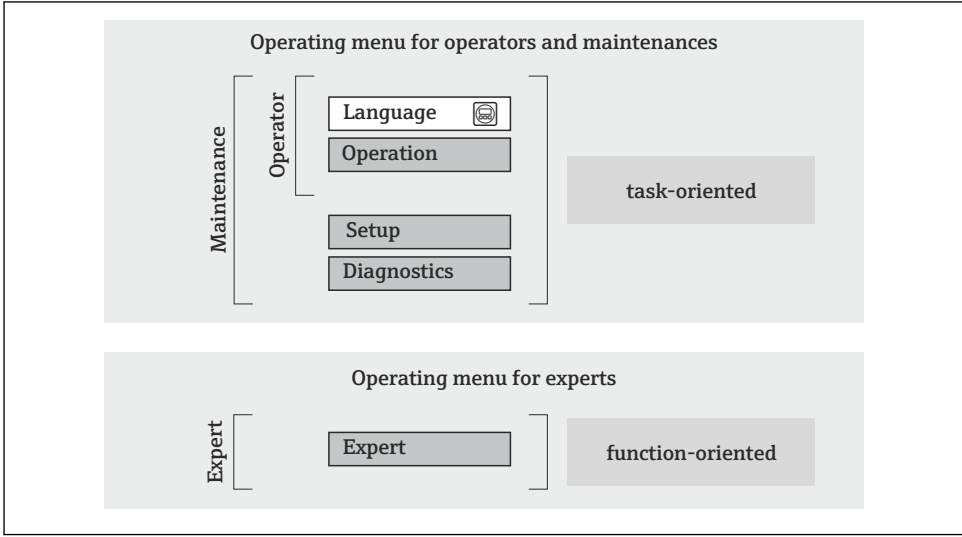 Operating menu for operators and maintenances
Maintenance
Operator
Language
Operation
Setup
Diagnostics
task-oriented
Operating menu for experts
Expert
Expert
function-oriented